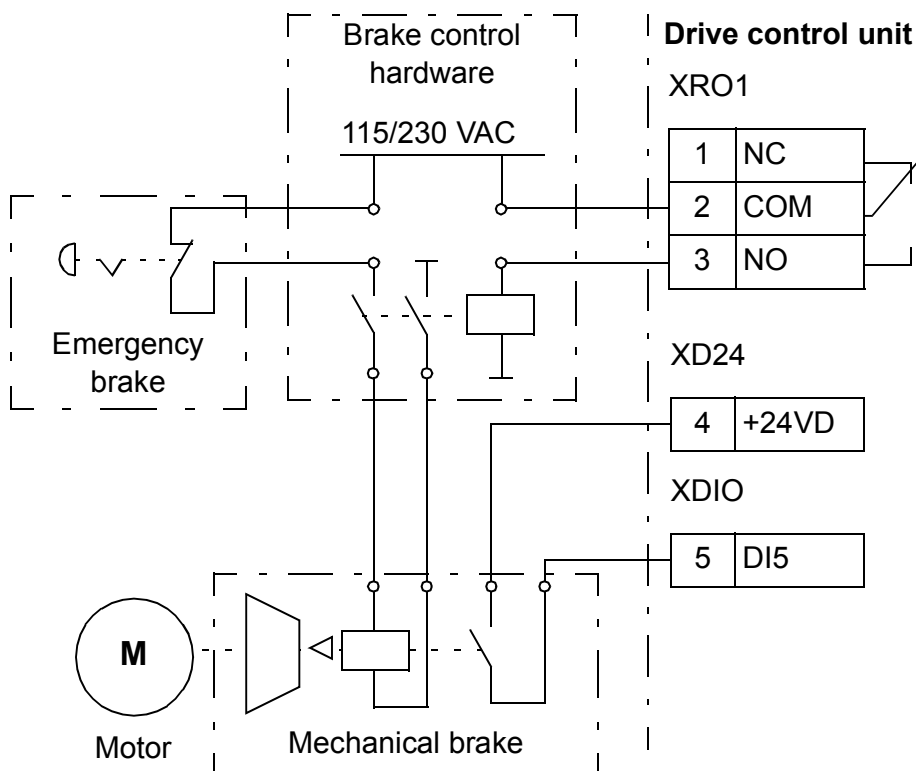 Brake control
hardware
115/230 VAC
Drive control unit
XRO1
1 NC
2 COM
3 NO
Emergency
brake
XD24
4 +24VD
XDIO
5 DI5
M
Motor
Mechanical brake